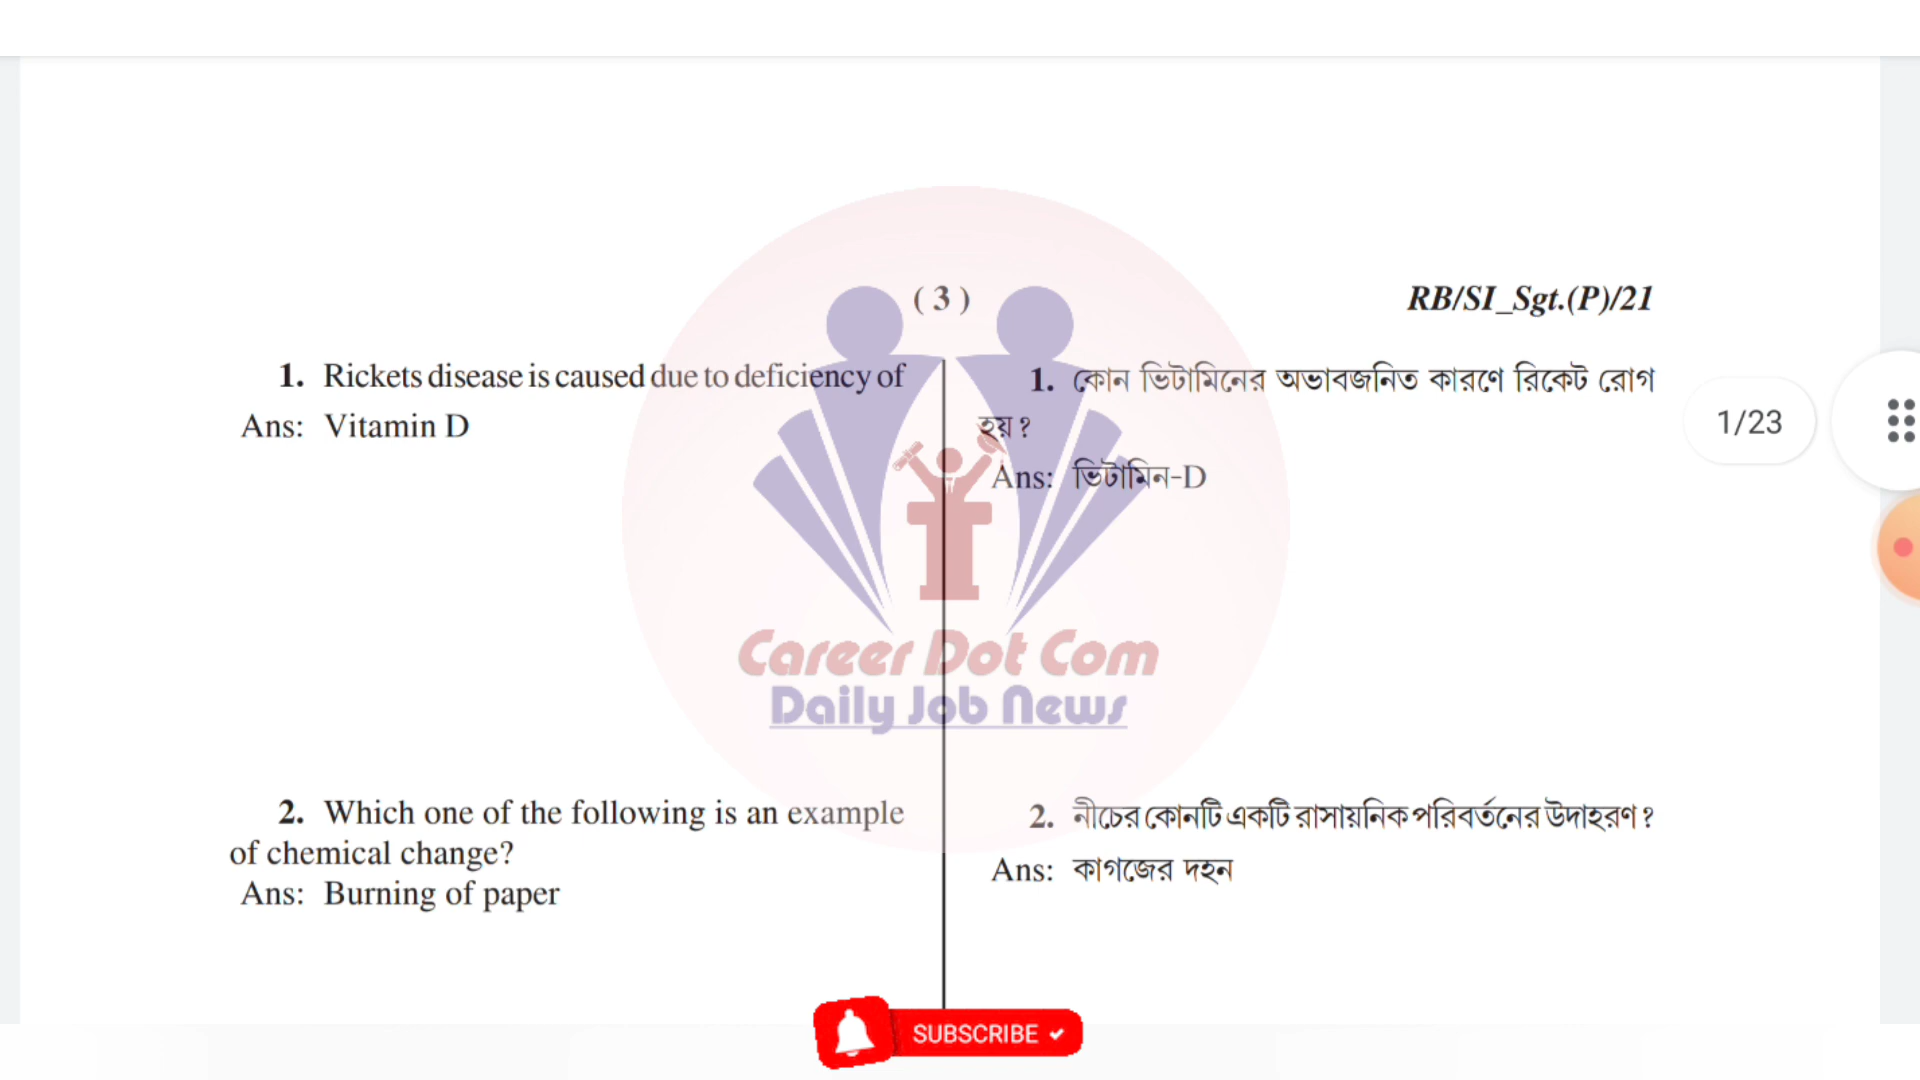 ( 3 )
RB/SI_Sgt.(P)/21
1. Rickets disease is caused due to deficiency of
Ans: Vitamin D
2. Which one of the following is an example
of chemical change?
Ans: Burning of paper
1. কোন ভিটামিনের অভাবজনিত কারণে রিকেট রোগ
হয় ?
Ans: ভিটামিন-D
2. নীচের কোনটি একটি রাসায়নিক পরিবর্তনের উদাহরণ ?
Ans: কাগজের দহন
1/23
Career Dot Com
Daily Job News
SUBSCRIBE